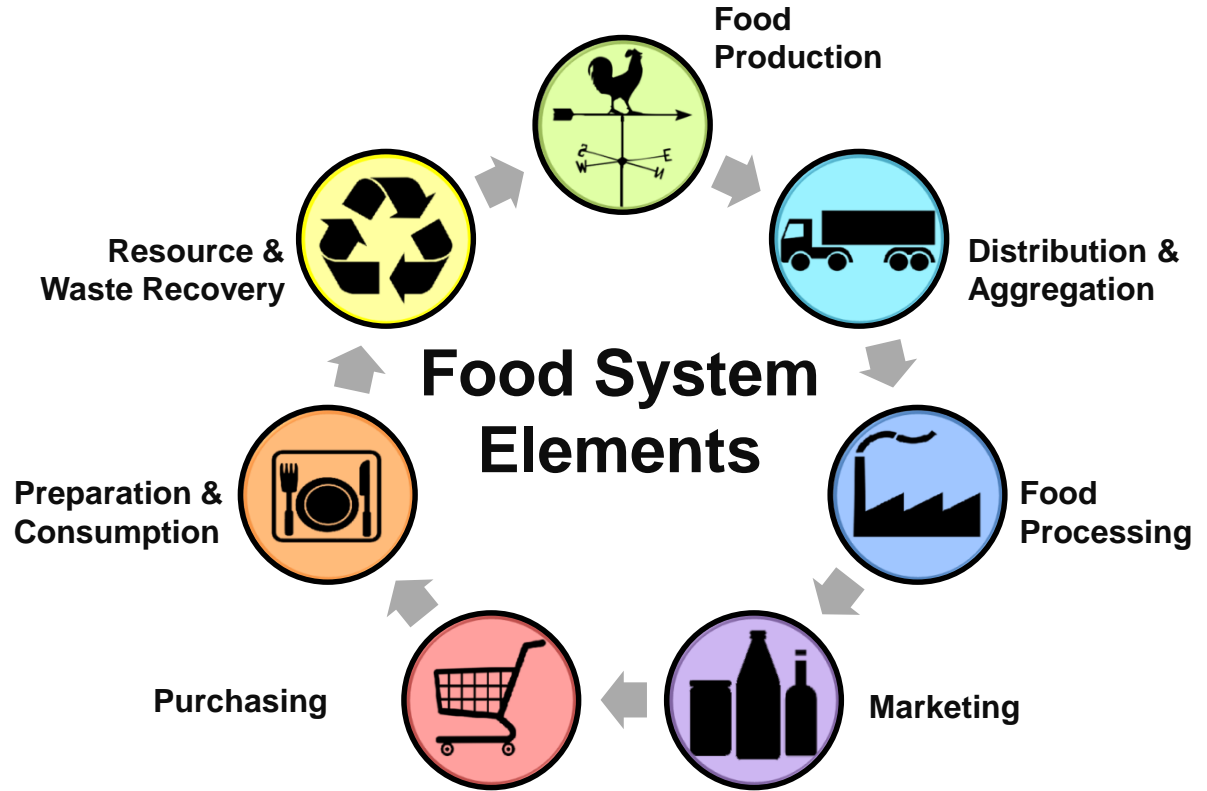 Food
Production
S
E
W
N
Distribution &
Aggregation
Resource &
Waste Recovery
Food System
Elements
Food
Processing
Preparation &
Consumption
Marketing
Purchasing